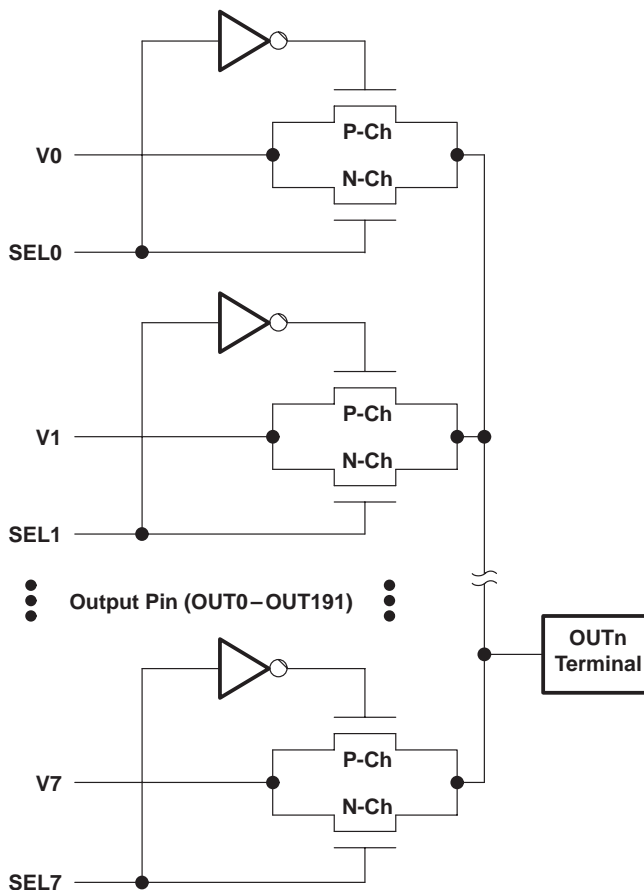 P-Ch
V0
N-Ch
SEL0
P-Ch
V1
N-Ch
SEL1
Output Pin (OUT0–OUT191)
OUTn
Terminal
P-Ch
V7
N-Ch
SEL7